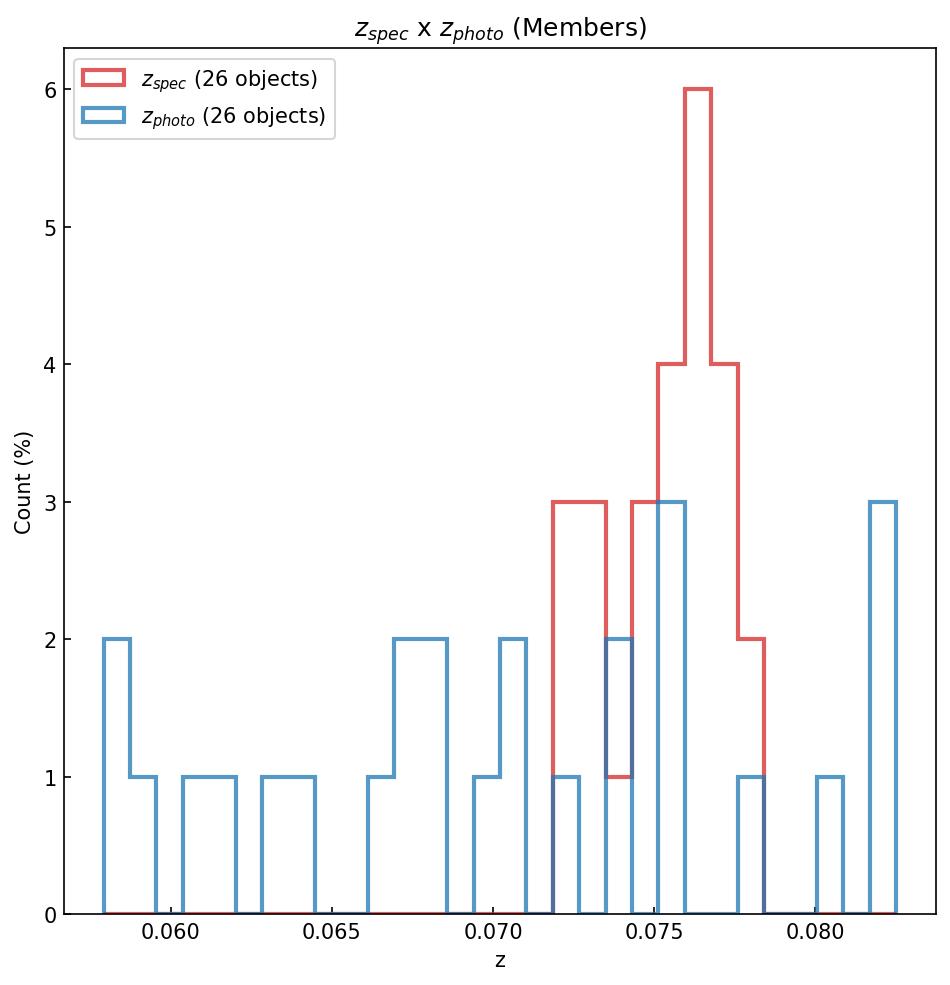 z_spec x z_photo (Members)
z_spec (26 objects)
z_photo (26 objects)
Count (%)
6
5
4
3
2
1
0
0.060 0.065 0.070 0.075 0.080
z